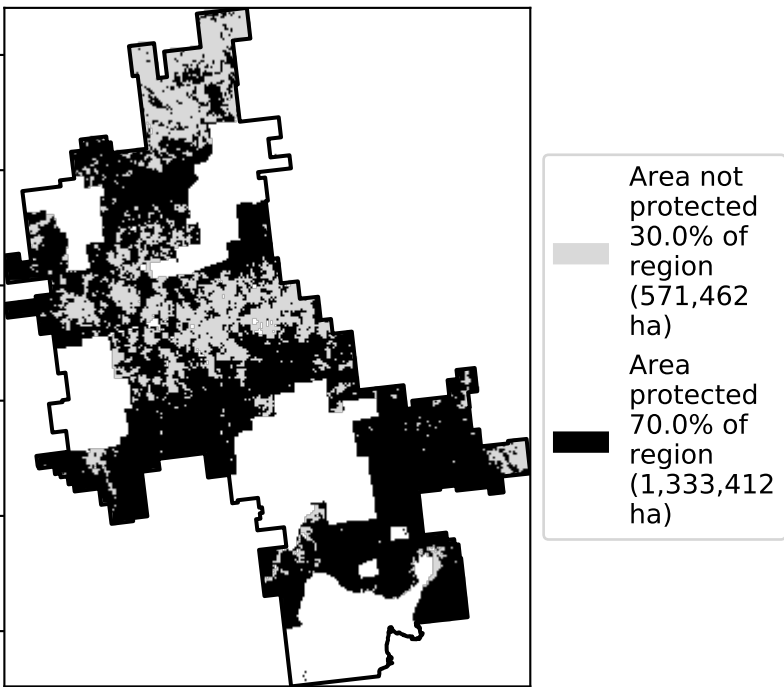 Area not
protected
30.0% of
region
(571,462
ha)
Area
protected
70.0% of
region
(1,333,412
ha)